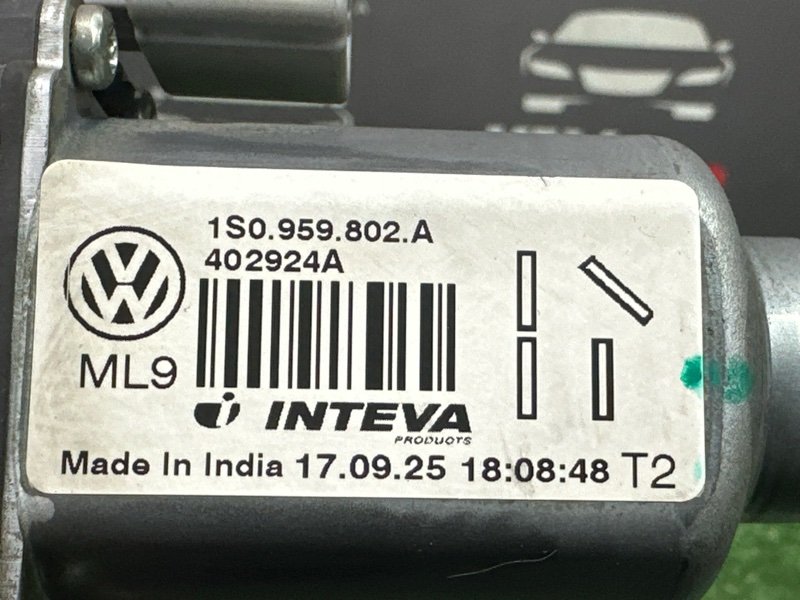 1S0.959.802.A
402924A
ML9
INTEVA
PRODUCTS
Made In India 17.09.25 18:08:48 T2